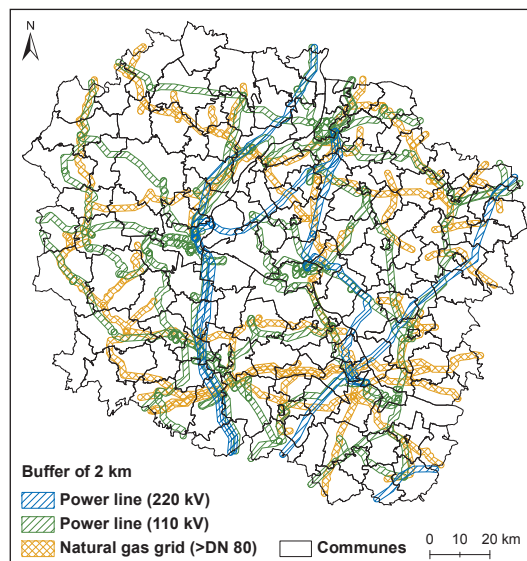 N
Buffer of 2 km
Power line (220 kV)
Power line (110 kV)
Natural gas grid (>DN 80)
Communes
0 10 20 km